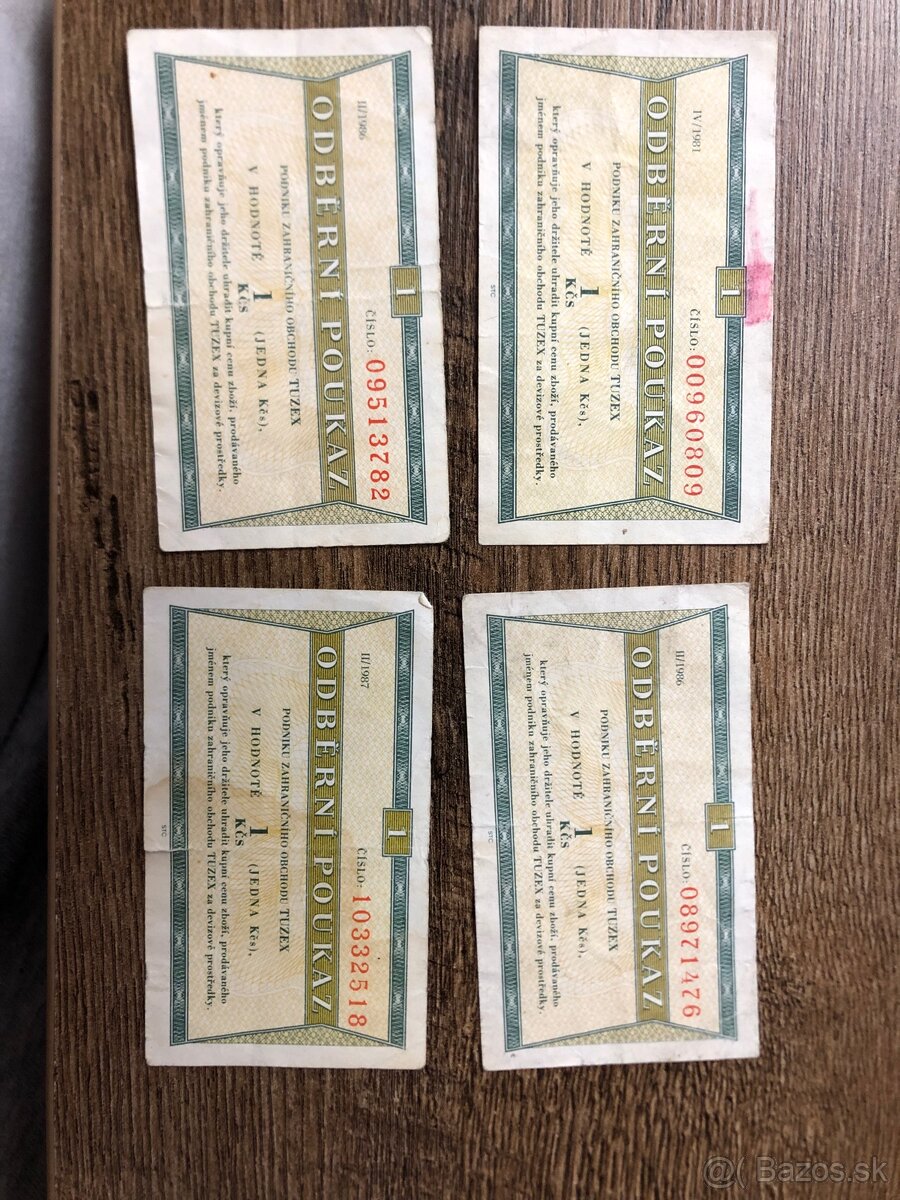 II/1986
1
ČÍSLO: 09513782
ODBĚRNÍ POUKAZ
PODNIKU ZAHRANIČNÍHO OBCHODU TUZEX
V HODNOTĚ 1 KČS (JEDNA Kčs),
který opravňuje jeho držitele uhradit kupní cenu zboží, prodávaného
jménem podniku zahraničního obchodu TUZEX za devizové prostředky.
IV/1981
1
ČÍSLO: 00960809
ODBĚRNÍ POUKAZ
PODNIKU ZAHRANIČNÍHO OBCHODU TUZEX
V HODNOTĚ 1 KČS (JEDNA Kčs),
který opravňuje jeho držitele uhradit kupní cenu zboží, prodávaného
jménem podniku zahraničního obchodu TUZEX za devizové prostředky.
STC
II/1987
1
ČÍSLO: 10332518
ODBĚRNÍ POUKAZ
PODNIKU ZAHRANIČNÍHO OBCHODU TUZEX
V HODNOTĚ 1 KČS (JEDNA Kčs),
který opravňuje jeho držitele uhradit kupní cenu zboží, prodávaného
jménem podniku zahraničního obchodu TUZEX za devizové prostředky.
STC
II/1986
1
ČÍSLO: 08971476
ODBĚRNÍ POUKAZ
PODNIKU ZAHRANIČNÍHO OBCHODU TUZEX
V HODNOTĚ 1 KČS (JEDNA Kčs),
který opravňuje jeho držitele uhradit kupní cenu zboží, prodávaného
jménem podniku zahraničního obchodu TUZEX za devizové prostředky.
STC
@( Bazos.sk